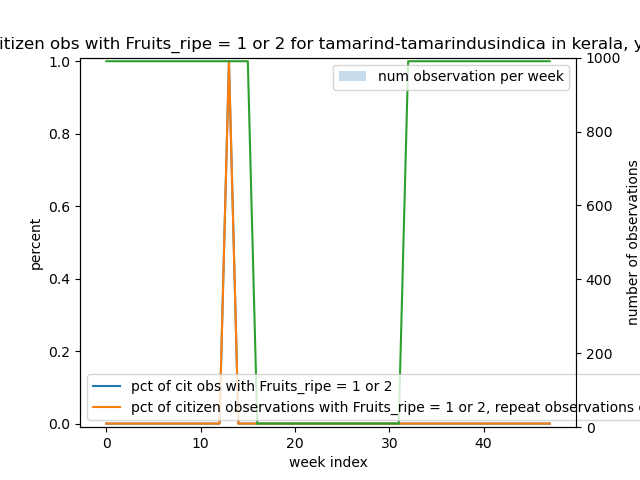 itizen obs with Fruits_ripe = 1 or 2 for tamarind-tamarindusindica in kerala, y
num observation per week
1.0
0.8
0.6
0.4
0.2
0.0
percent
1000
800
600
400
200
0
number of observations
pct of cit obs with Fruits_ripe = 1 or 2
pct of citizen observations with Fruits_ripe = 1 or 2, repeat observations
0 10 20 30 40
week index